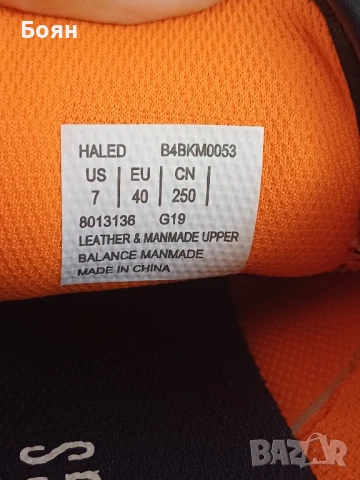 Боян
HALED B4BKM0053
US EU CN
7 40 250
8013136 G19
LEATHER & MANMADE UPPER
BALANCE MANMADE
MADE IN CHINA
BAZAR